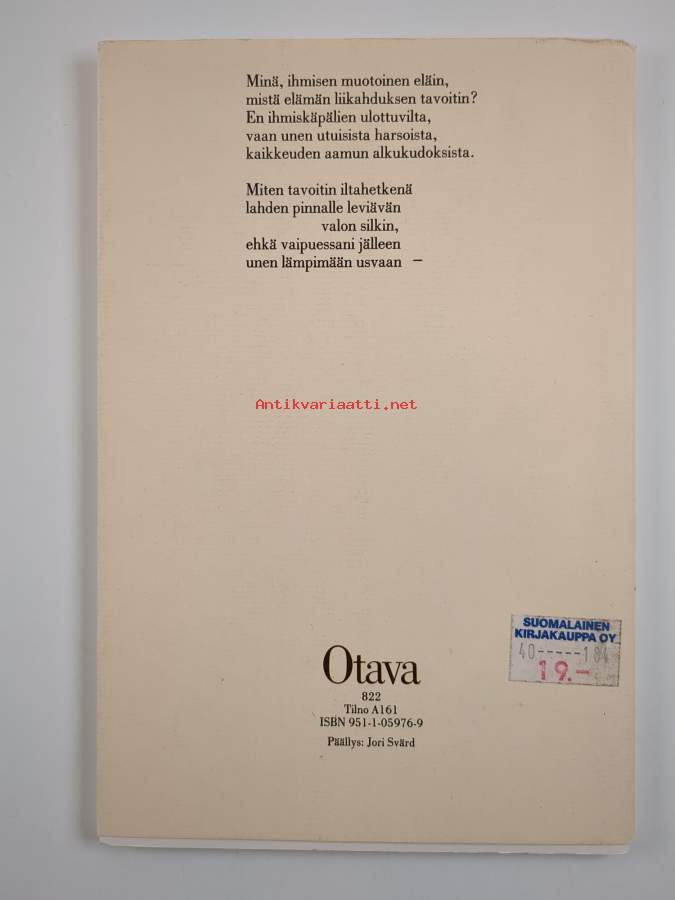 Minä, ihmisen muotoinen eläin,
mistä elämän liikahduksen tavoitin?
En ihmiskäpälien ulottuvilta,
vaan unen utuisista harsoista,
kaikkeuden aamun alkukudoksista.
Miten tavoitin iltahetkenä
lahden pinnalle leviävän
valon silkin,
ehkä vaipuessani jälleen
unen lämpimään usvaan –
Antikvariaatti.net
SUOMALAINEN
KIRJAKAUPPA OY
40-----184
19.-
Otava
822
Tilno A161
ISBN 951-1-05976-9
Päällys: Jori Svärd